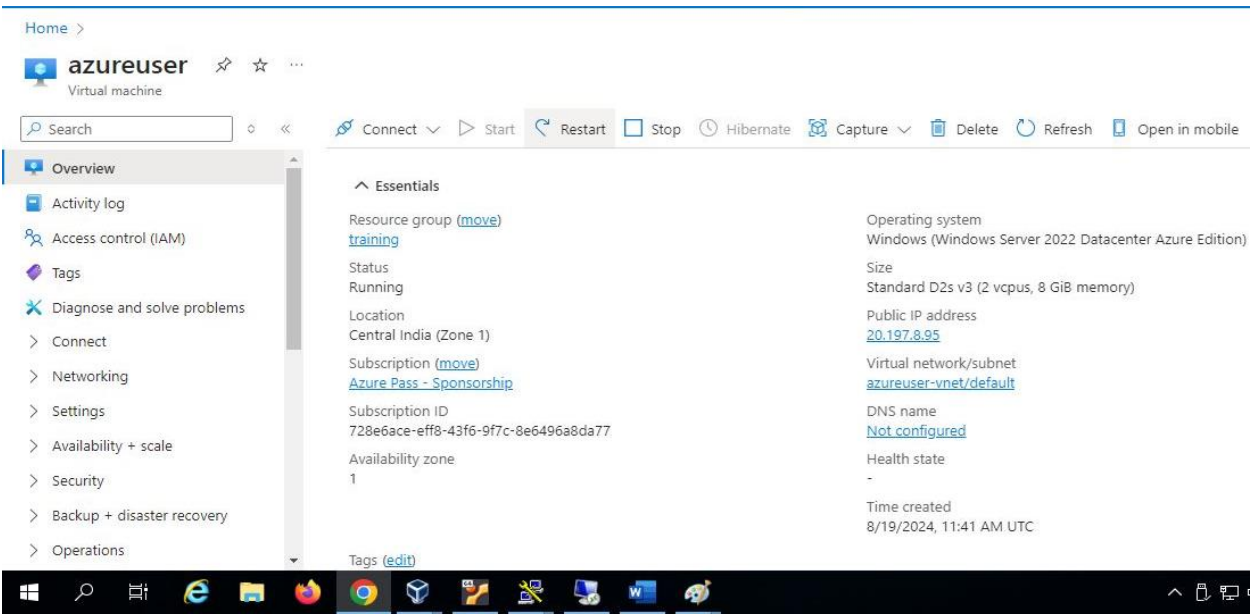 Home >
azureuser
Virtual machine
Search
Connect
Start
Restart
Stop
Hibernate
Capture
Delete
Refresh
Open in mobile
Overview
Activity log
Access control (IAM)
Tags
Diagnose and solve problems
Connect
Networking
Settings
Availability + scale
Security
Backup + disaster recovery
Operations
Essentials
Resource group (move)
training
Status
Running
Location
Central India (Zone 1)
Subscription (move)
Azure Pass - Sponsorship
Subscription ID
728e6ace-eff8-43f6-9f7c-8e6496a8da77
Availability zone
1
Operating system
Windows (Windows Server 2022 Datacenter Azure Edition)
Size
Standard D2s v3 (2 vcpus, 8 GiB memory)
Public IP address
20.197.8.95
Virtual network/subnet
azureuser-vnet/default
DNS name
Not configured
Health state
-
Time created
8/19/2024, 11:41 AM UTC
Tags (edit)